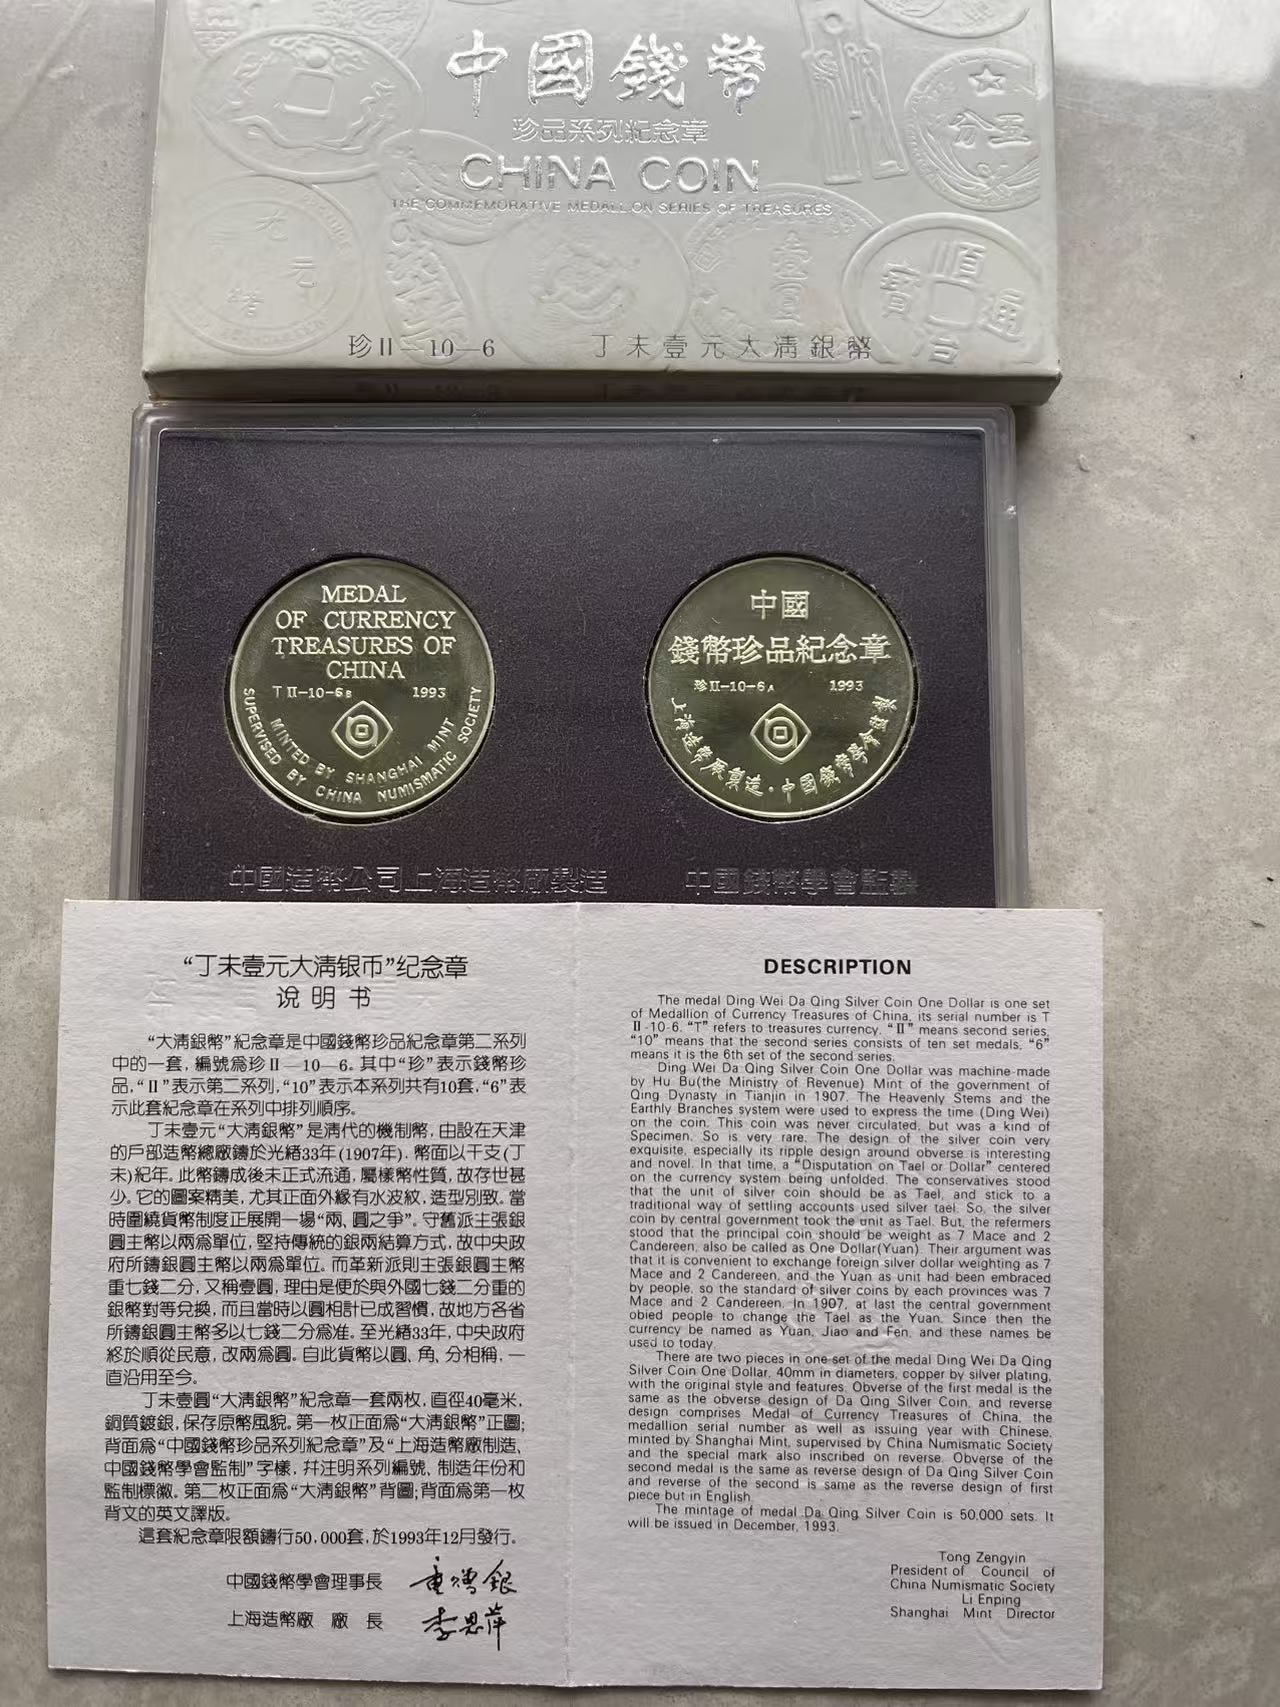 中國錢幣
珍品系列紀念章
CHINA COIN
THE COMMEMORATIVE MEDALLION SERIES OF TREASURES
分五
光
元
緒
壹
順
通
治
寶
珍II—10—6 丁未壹元大清銀幣
MEDAL
OF CURRENCY
TREASURES OF
CHINA
T II-10-6B 1993
MINTED BY SHANGHAI MINT
SUPERVISED BY CHINA NUMISMATIC SOCIETY
中國
錢幣珍品紀念章
珍II-10-6A 1993
上海造幣廠製造·中國錢幣學會監製
中國造幣公司上海造幣廠製造
中國錢幣學會監製
“丁未壹元大清银币”纪念章
说明书
“大清銀幣”紀念章是中國錢幣珍品紀念章第二系列
中的一套，編號爲珍II—10—6。其中“珍”表示錢幣珍
品，“II”表示第二系列，“10”表示本系列共有10套，“6”表
示此套紀念章在系列中排列順序。
丁未壹元“大清銀幣”是清代的機制幣，由設在天津
的戶部造幣總廠鑄於光緒33年(1907年)．幣面以干支(丁
未)紀年。此幣鑄成後未正式流通，屬樣幣性質，故存世甚
少。它的圖案精美，尤其正面外緣有水波紋，造型別致。當
時圍繞貨幣制度正展開一場“兩、圓之爭”。守舊派主張銀
圓主幣以兩爲單位，堅持傳統的銀兩結算方式，故中央政
府所鑄銀圓主幣以兩爲單位。而革新派則主張銀圓主幣
重七錢二分，又稱壹圓，理由是便於與外國七錢二分重的
銀幣對等兌換，而且當時以圓相計已成習慣，故地方各省
所鑄銀圓主幣多以七錢二分爲准。至光緒33年，中央政府
終於順從民意，改兩爲圓。自此貨幣以圓、角、分相稱，一
直沿用至今。
丁未壹圓“大清銀幣”紀念章一套兩枚，直徑40毫米，
銅質鍍銀，保存原幣風貌。第一枚正面爲“大清銀幣”正圖；
背面爲“中國錢幣珍品系列紀念章”及“上海造幣廠制造、
中國錢幣學會監制”字樣，幷注明系列編號、制造年份和
監制標徽。第二枚正面爲“大清銀幣”背圖；背面爲第一枚
背文的英文譯版。
這套紀念章限額鑄行50,000套，於1993年12月發行。
中國錢幣學會理事長 童增銀
上海造幣廠 廠長 李恩萍
DESCRIPTION
The medal Ding Wei Da Qing Silver Coin One Dollar is one set
of Medallion of Currency Treasures of China, its serial number is T
II-10-6. “T” refers to treasures currency. “II” means second series,
“10” means that the second series consists of ten set medals, “6”
means it is the 6th set of the second series.
Ding Wei Da Qing Silver Coin One Dollar was machine-made
by Hu Bu(the Ministry of Revenue) Mint of the government of
Qing Dynasty in Tianjin in 1907. The Heavenly Stems and the
Earthly Branches system were used to express the time (Ding Wei)
on the coin. This coin was never circulated, but was a kind of
Specimen. So is very rare. The design of the silver coin very
exquisite, especially its ripple design around obverse is interesting
and novel. In that time, a “Disputation on Tael or Dollar” centered
on the currency system being unfolded. The conservatives stood
that the unit of silver coin should be as Tael, and stick to a
traditional way of settling accounts used silver tael. So, the silver
coin by central government took the unit as Tael. But, the refermers
stood that the principal coin should be weight as 7 Mace and 2
Candereen, also be called as One Dollar(Yuan). Their argument was
that it is convenient to exchange foreign silver dollar weighting as 7
Mace and 2 Candereen, and the Yuan as unit had been embraced
by people, so the standard of silver coins by each provinces was 7
Mace and 2 Candereen. In 1907, at last the central government
obied people to change the Tael as the Yuan. Since then the
currency be named as Yuan, Jiao and Fen, and these names be
used to today.
There are two pieces in one set of the medal Ding Wei Da Qing
Silver Coin One Dollar, 40mm in diameters, copper by silver plating,
with the original style and features. Obverse of the first medal is the
same as the obverse design of Da Qing Silver Coin, and reverse
design comprises Medal of Currency Treasures of China, the
medallion serial number as well as issuing year with Chinese,
minted by Shanghai Mint, supervised by China Numismatic Society
and the special mark also inscribed on reverse. Obverse of the
second medal is the same as reverse design of Da Qing Silver Coin
and reverse of the second is same as the reverse design of first
piece but in English.
The mintage of medal Da Qing Silver Coin is 50,000 sets. It
will be issued in December, 1993.
Tong Zengyin
President of Council of
China Numismatic Society
Li Enping
Shanghai Mint Director